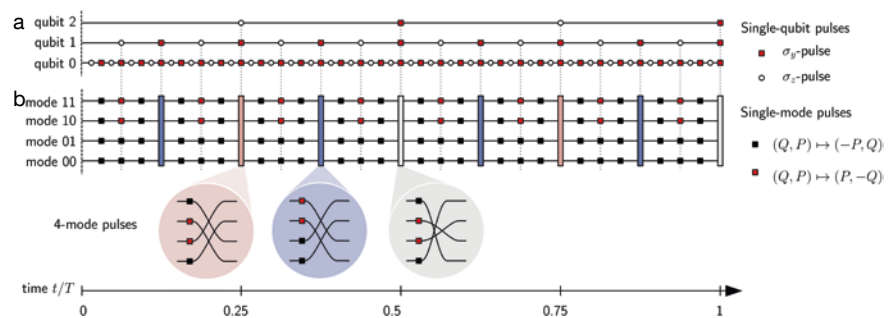 a
qubit 2
qubit 1
qubit 0
Single-qubit pulses
σy-pulse
σz-pulse
b
mode 11
mode 10
mode 01
mode 00
Single-mode pulses
(Q, P) ↦ (−P, Q)
(Q, P) ↦ (P, −Q)
4-mode pulses
time t/T
0 0.25 0.5 0.75 1